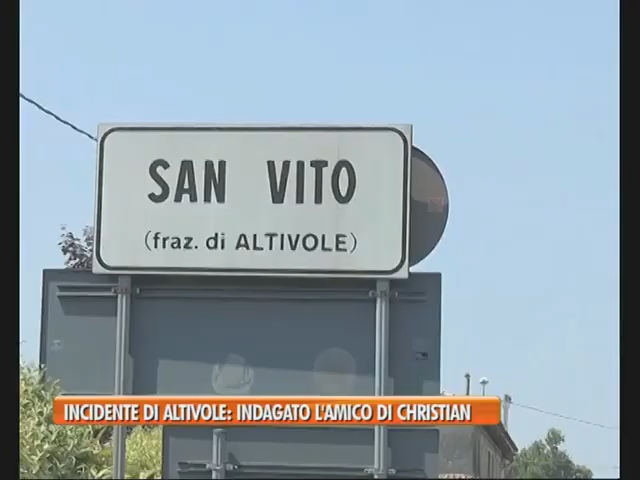 SAN VITO
(fraz. di ALTIVOLE)
INCIDENTE DI ALTIVOLE: INDAGATO L'AMICO DI CHRISTIAN